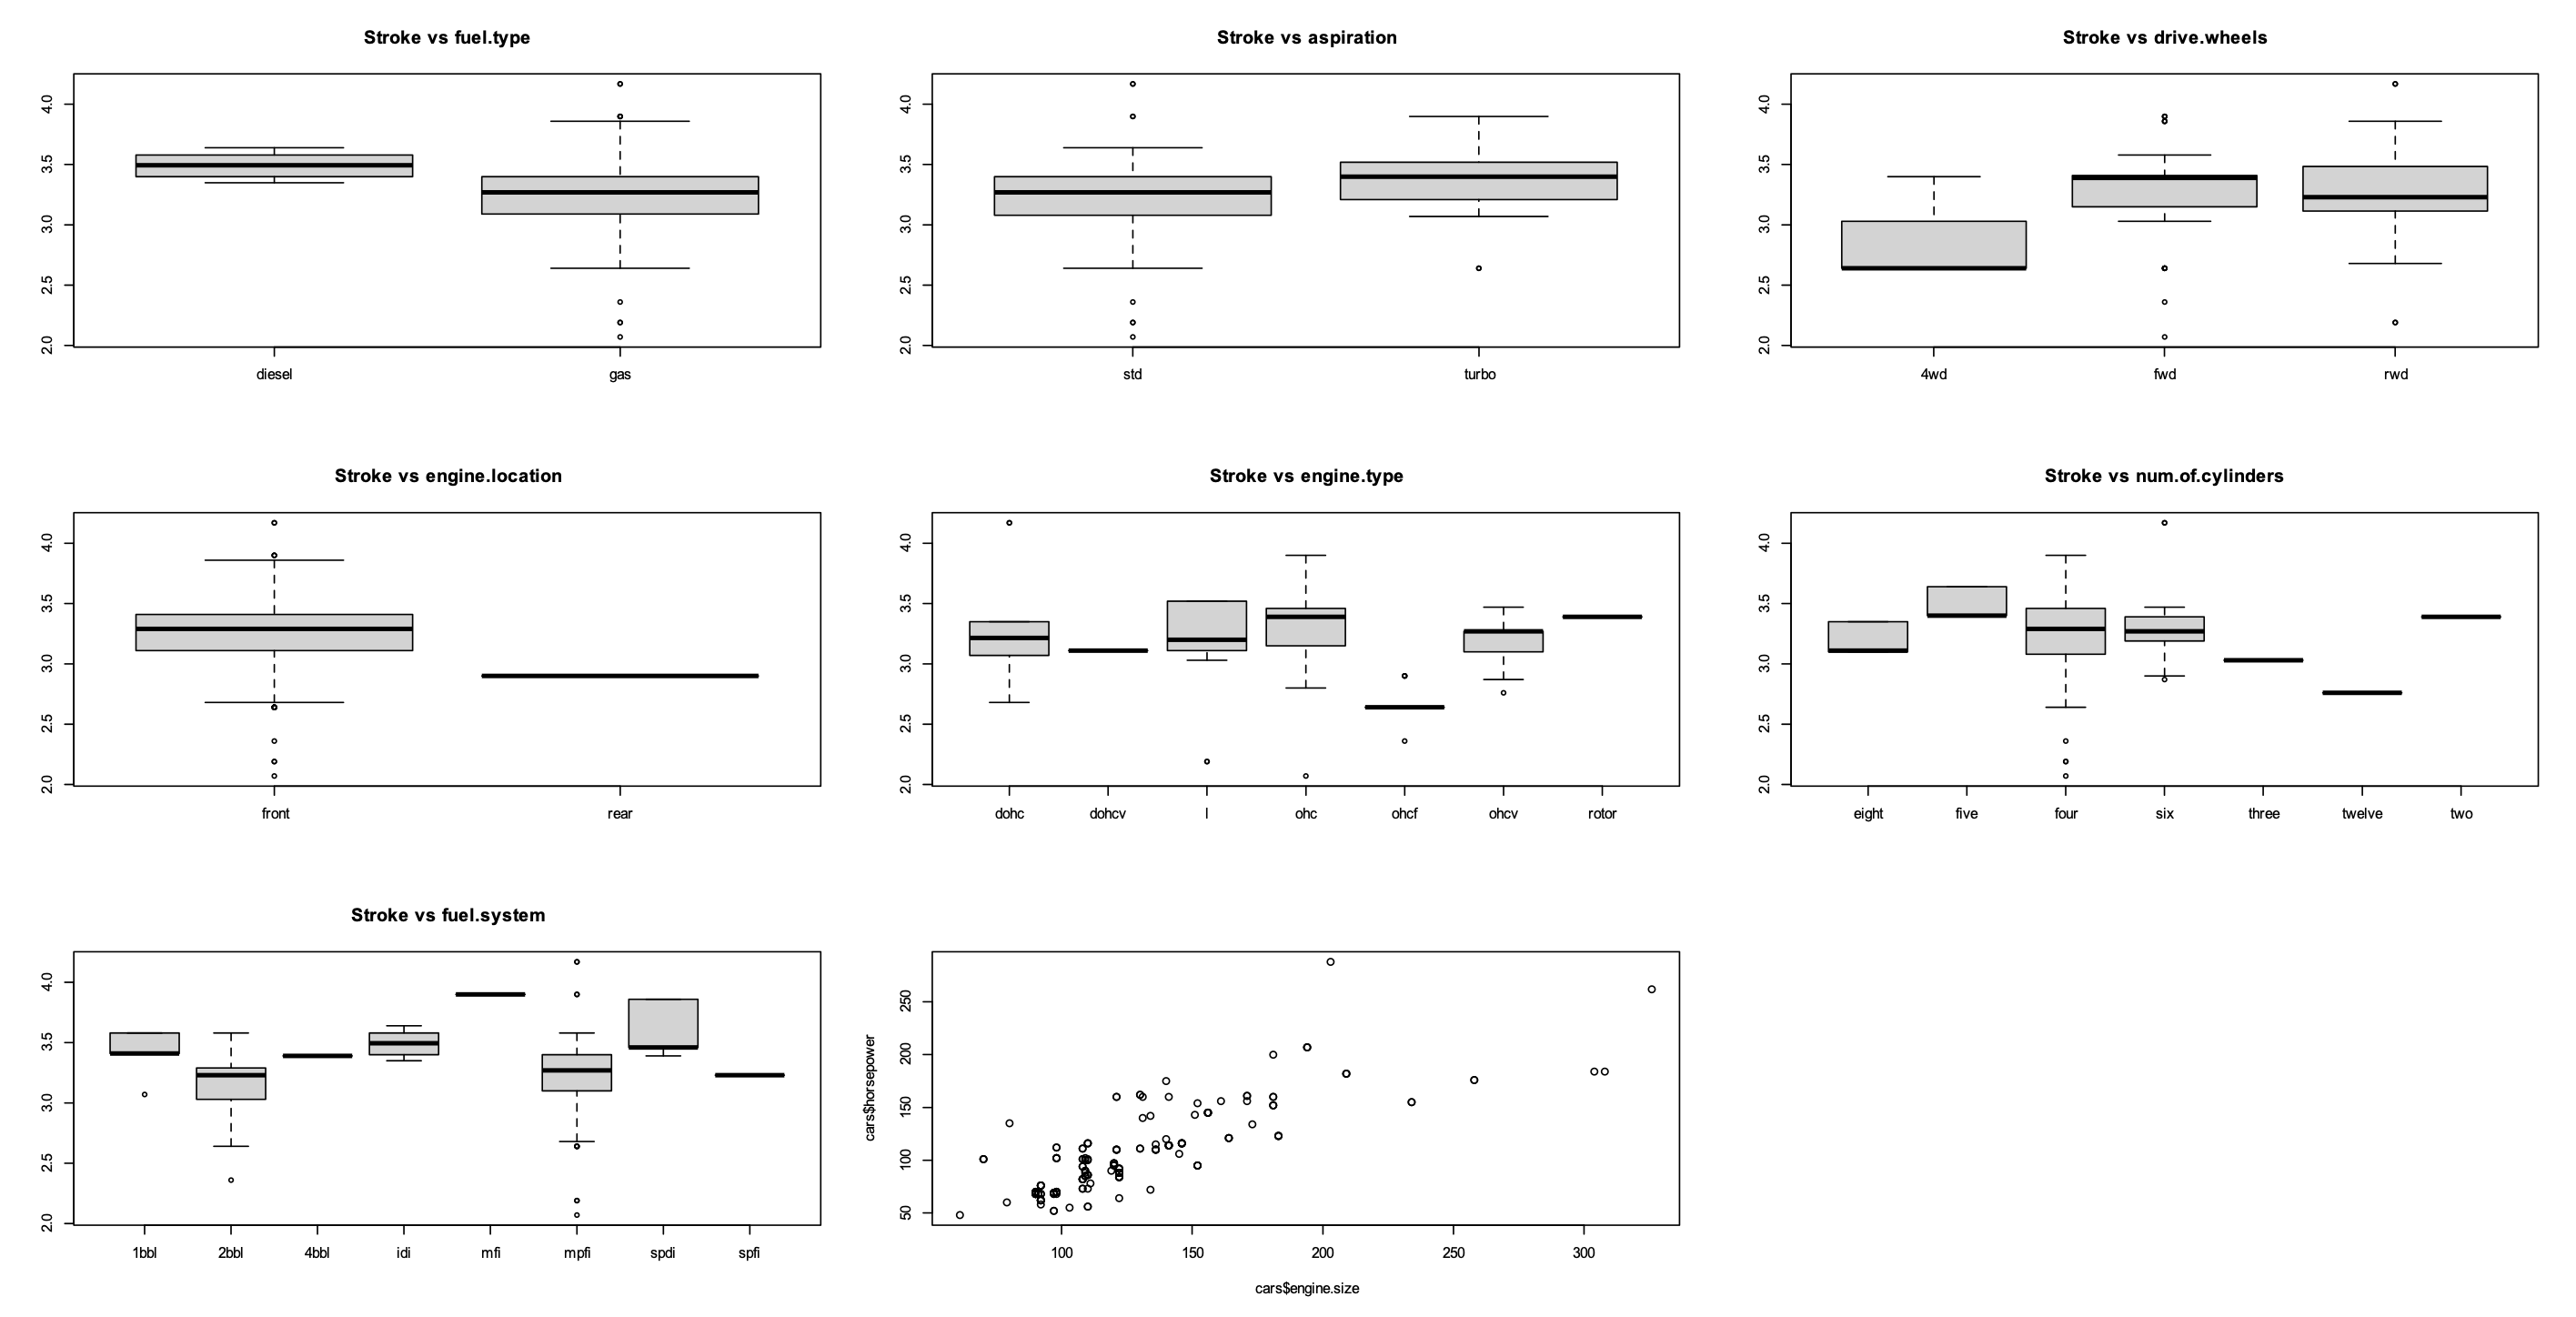 Stroke vs fuel.type
4.0
3.5
3.0
2.5
2.0
diesel gas
Stroke vs aspiration
4.0
3.5
3.0
2.5
2.0
std turbo
Stroke vs drive.wheels
4.0
3.5
3.0
2.5
2.0
4wd fwd rwd
Stroke vs engine.location
4.0
3.5
3.0
2.5
2.0
front rear
Stroke vs engine.type
4.0
3.5
3.0
2.5
2.0
dohc dohcv l ohc ohcf ohcv rotor
Stroke vs num.of.cylinders
4.0
3.5
3.0
2.5
2.0
eight five four six three twelve two
Stroke vs fuel.system
4.0
3.5
3.0
2.5
2.0
1bbl 2bbl 4bbl idi mfi mpfi spdi spfi
cars$horsepower
250
200
150
100
50
100 150 200 250 300
cars$engine.size